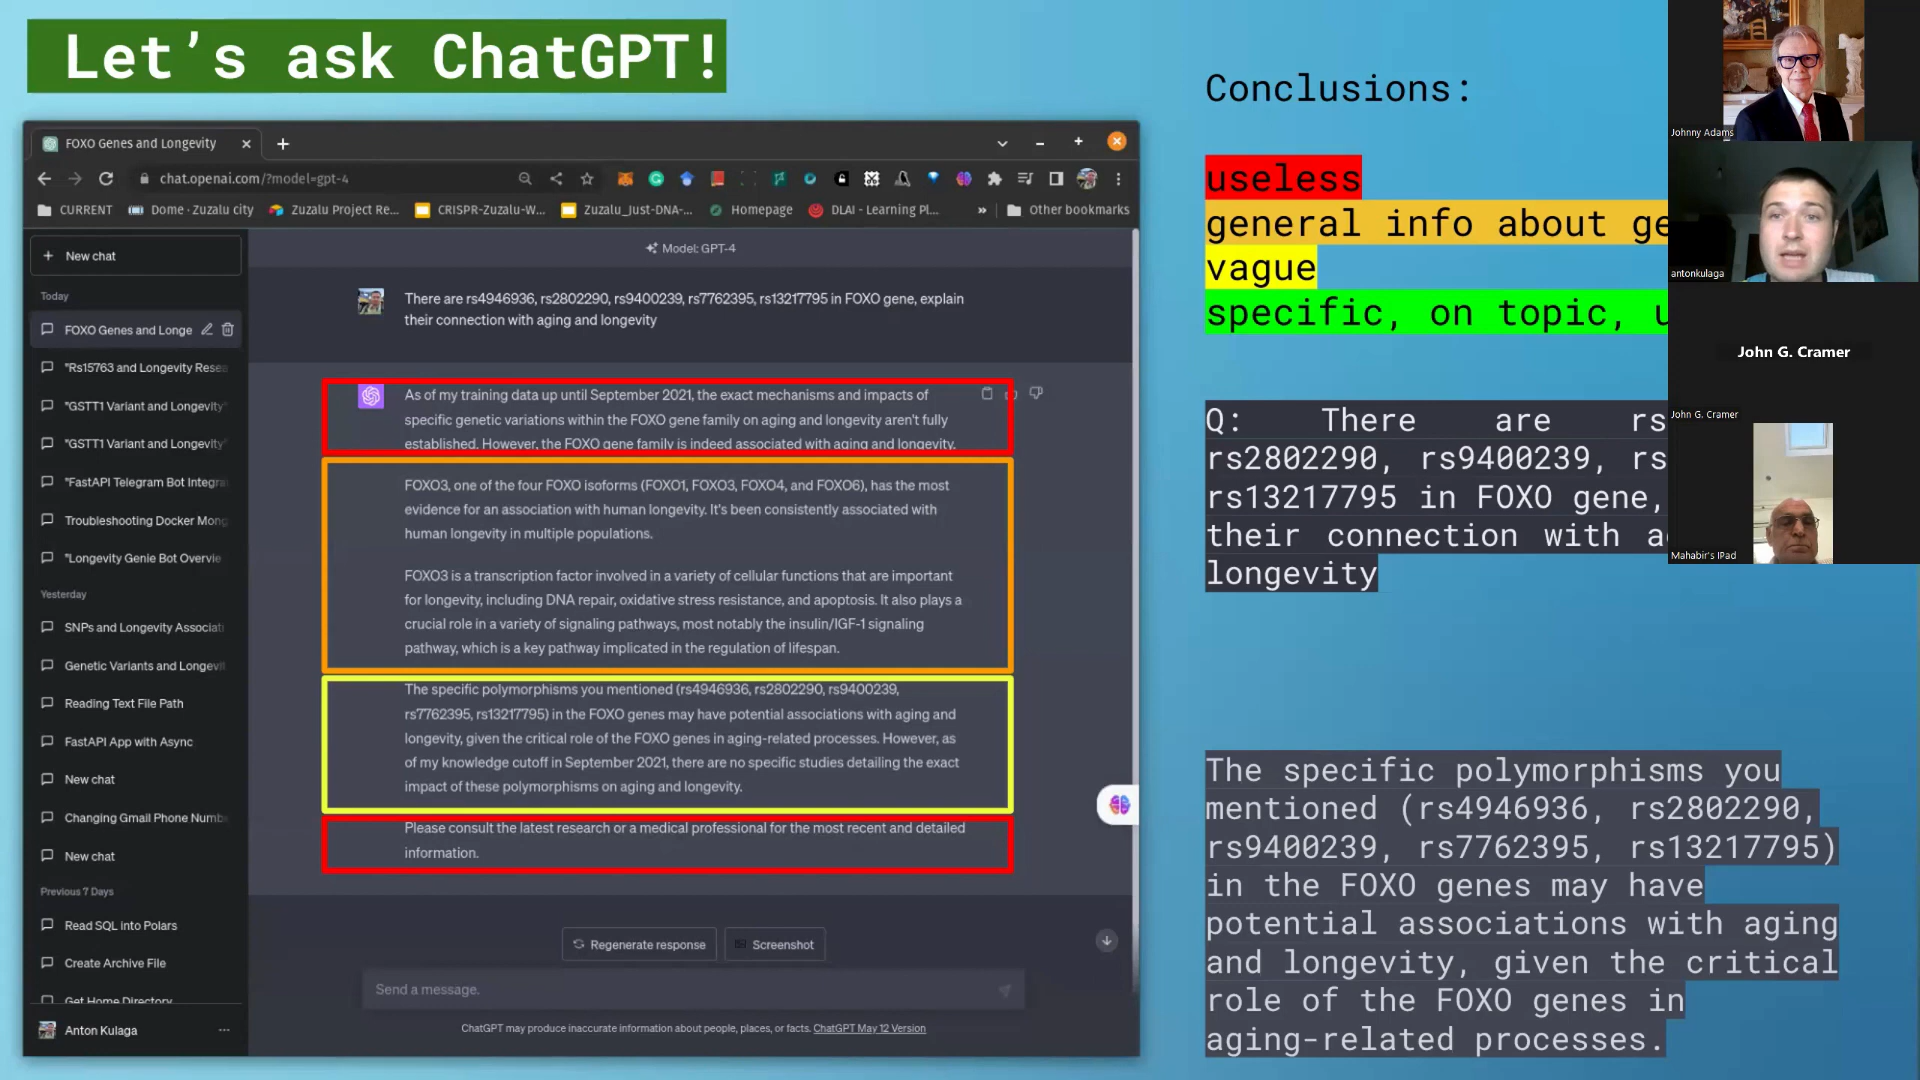 Let's ask ChatGPT!
FOXO Genes and Longevity
chat.openai.com/?model=gpt-4
CURRENT
Dome · Zuzalu city
Zuzalu Project Re...
CRISPR-Zuzalu-W...
Zuzalu_Just-DNA-...
Homepage
DLAI - Learning Pl...
»
Other bookmarks
+ New chat
Today
FOXO Genes and Longe
"Rs15763 and Longevity Resea
"GSTT1 Variant and Longevity"
"GSTT1 Variant and Longevity"
"FastAPI Telegram Bot Integra
Troubleshooting Docker Mong
"Longevity Genie Bot Overvie
Yesterday
SNPs and Longevity Associati
Genetic Variants and Longevit
Reading Text File Path
FastAPI App with Async
New chat
Changing Gmail Phone Numb
New chat
Previous 7 Days
Read SQL into Polars
Create Archive File
Get Home Directory
Anton Kulaga
Model: GPT-4
There are rs4946936, rs2802290, rs9400239, rs7762395, rs13217795 in FOXO gene, explain
their connection with aging and longevity
As of my training data up until September 2021, the exact mechanisms and impacts of
specific genetic variations within the FOXO gene family on aging and longevity aren't fully
established. However, the FOXO gene family is indeed associated with aging and longevity.
FOXO3, one of the four FOXO isoforms (FOXO1, FOXO3, FOXO4, and FOXO6), has the most
evidence for an association with human longevity. It's been consistently associated with
human longevity in multiple populations.
FOXO3 is a transcription factor involved in a variety of cellular functions that are important
for longevity, including DNA repair, oxidative stress resistance, and apoptosis. It also plays a
crucial role in a variety of signaling pathways, most notably the insulin/IGF-1 signaling
pathway, which is a key pathway implicated in the regulation of lifespan.
The specific polymorphisms you mentioned (rs4946936, rs2802290, rs9400239,
rs7762395, rs13217795) in the FOXO genes may have potential associations with aging and
longevity, given the critical role of the FOXO genes in aging-related processes. However, as
of my knowledge cutoff in September 2021, there are no specific studies detailing the exact
impact of these polymorphisms on aging and longevity.
Please consult the latest research or a medical professional for the most recent and detailed
information.
Regenerate response
Screenshot
Send a message.
ChatGPT may produce inaccurate information about people, places, or facts. ChatGPT May 12 Version
Conclusions:
useless
general info about ge
vague
specific, on topic, u
Q: There are rs
rs2802290, rs9400239, rs
rs13217795 in FOXO gene,
their connection with a
longevity
The specific polymorphisms you
mentioned (rs4946936, rs2802290,
rs9400239, rs7762395, rs13217795)
in the FOXO genes may have
potential associations with aging
and longevity, given the critical
role of the FOXO genes in
aging-related processes.
Johnny Adams
antonkulaga
John G. Cramer
John G. Cramer
Mahabir's IPad